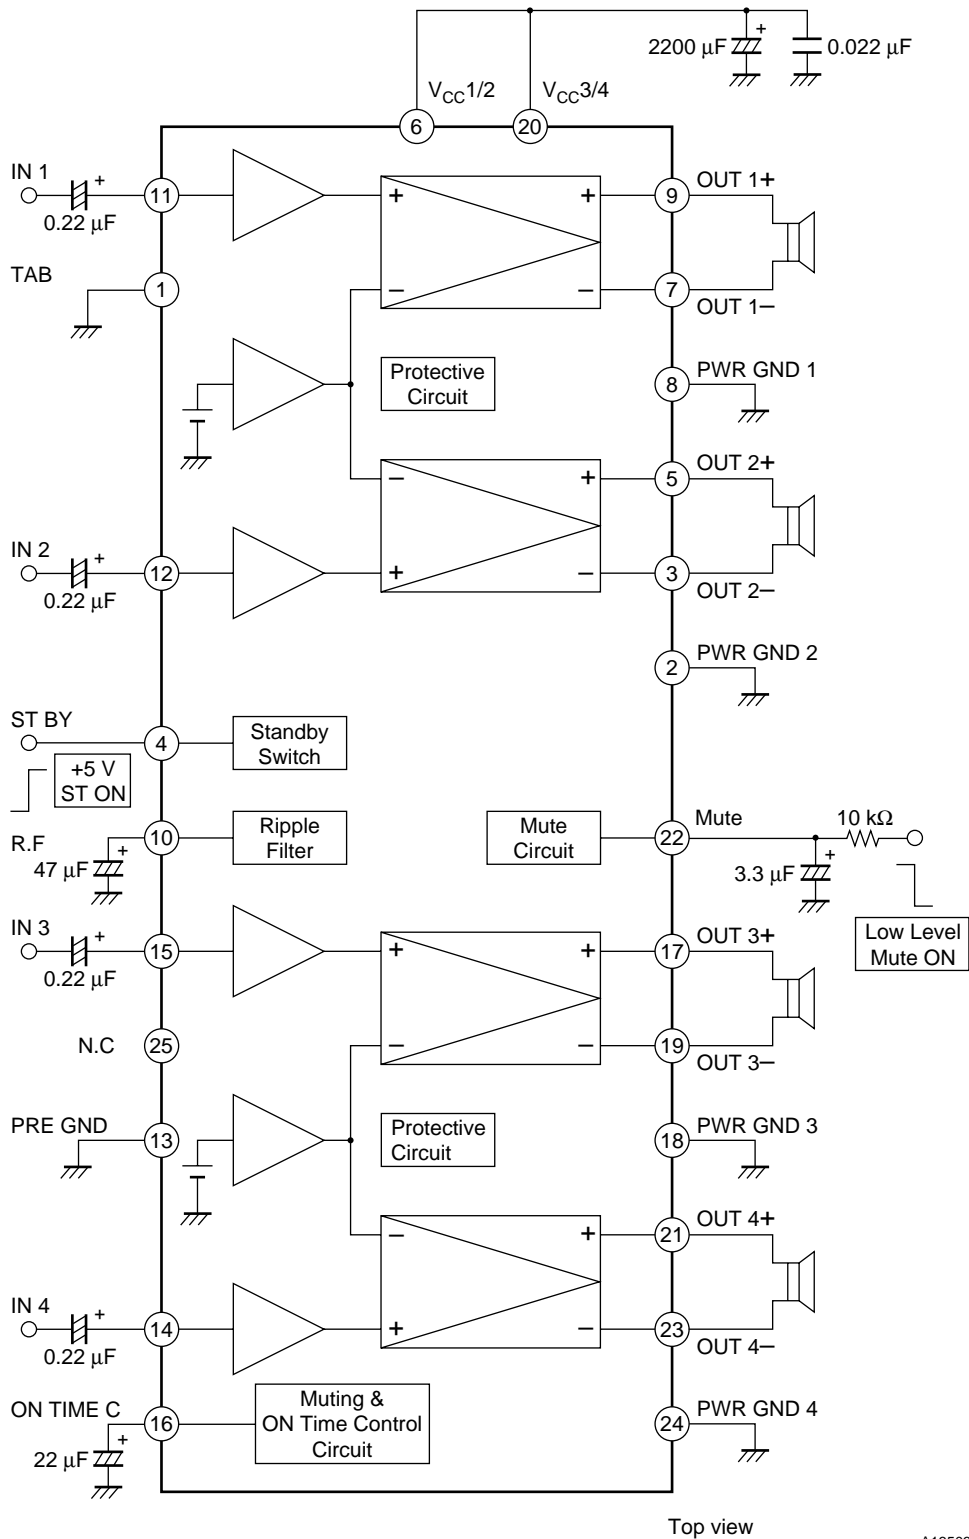 2200 μF
+
0.022 μF
VCC1/2
VCC3/4
6
20
IN 1
+
0.22 μF
11
+
−
+
−
9
OUT 1+
7
OUT 1−
TAB
1
Protective
Circuit
8
PWR GND 1
−
+
+
−
5
OUT 2+
3
OUT 2−
IN 2
+
0.22 μF
12
2
PWR GND 2
ST BY
4
Standby
Switch
+5 V
ST ON
R.F
47 μF
+
10
Ripple
Filter
Mute
Circuit
22
Mute
10 kΩ
3.3 μF
+
Low Level
Mute ON
IN 3
+
0.22 μF
15
+
−
+
−
17
OUT 3+
19
OUT 3−
N.C
25
PRE GND
13
Protective
Circuit
18
PWR GND 3
−
+
+
−
21
OUT 4+
23
OUT 4−
IN 4
+
0.22 μF
14
ON TIME C
22 μF
+
16
Muting &
ON Time Control
Circuit
24
PWR GND 4
Top view